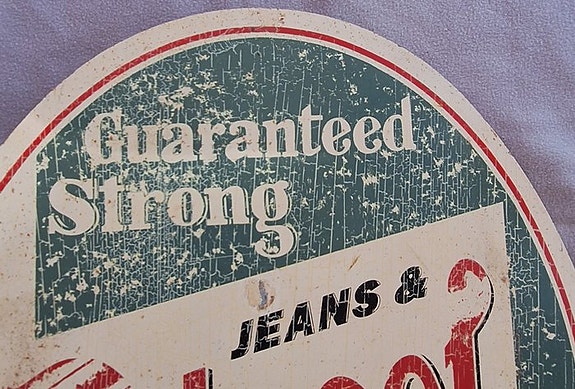 Guaranteed
Strong
JEANS &